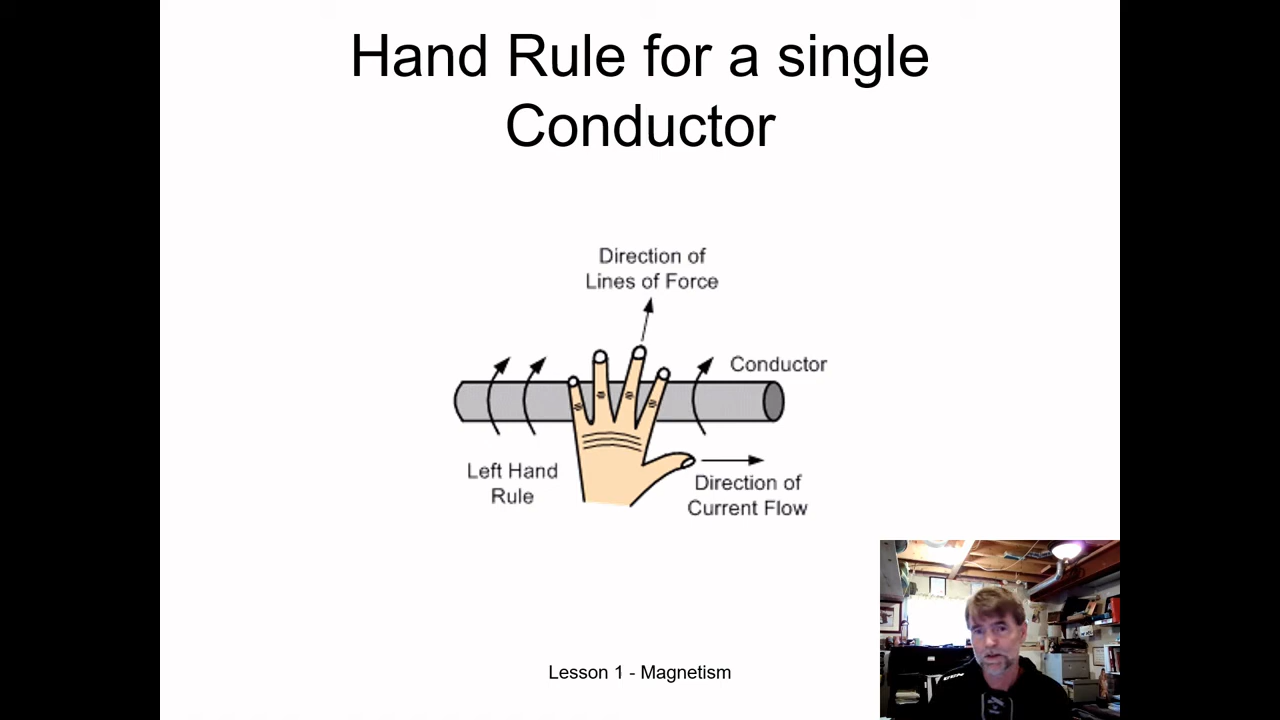 Hand Rule for a single
Conductor
Direction of
Lines of Force
Conductor
Left Hand
Rule
Direction of
Current Flow
Lesson 1 - Magnetism